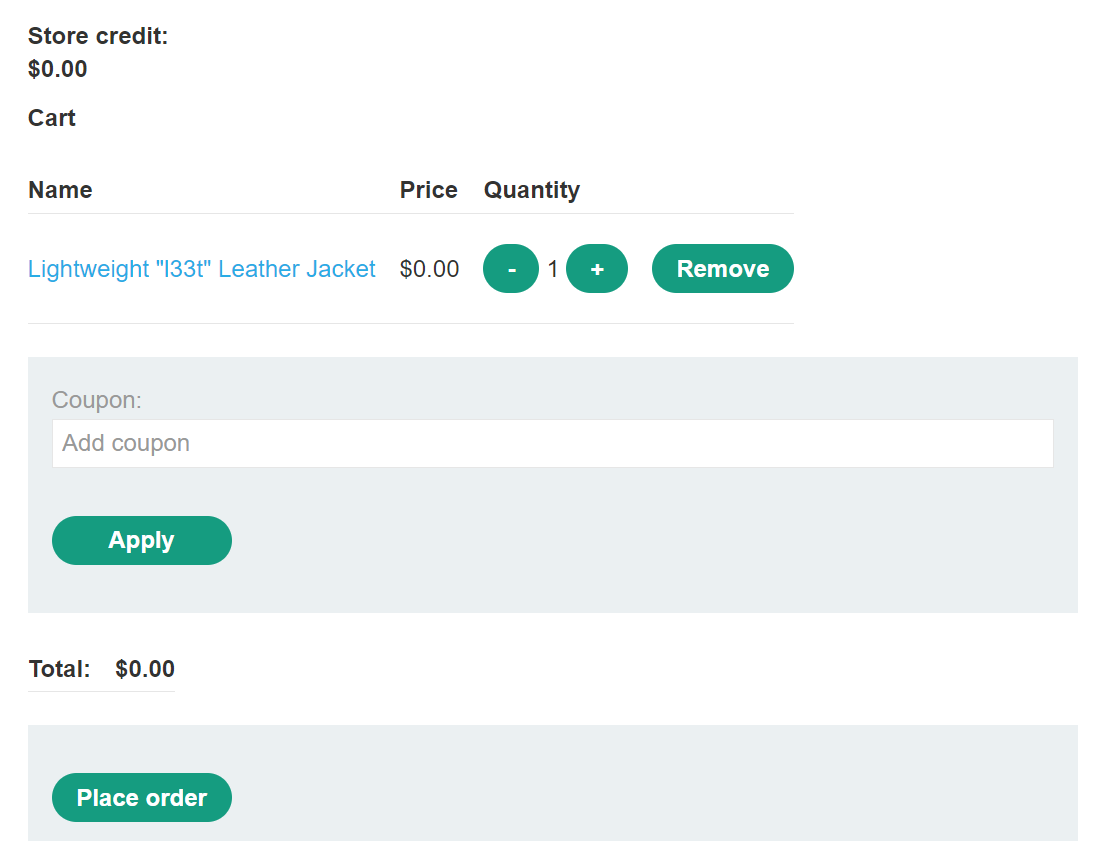 Store credit:
$0.00
Cart
Name Price Quantity
Lightweight "l33t" Leather Jacket $0.00 - 1 + Remove
Coupon:
Add coupon
Apply
Total: $0.00
Place order